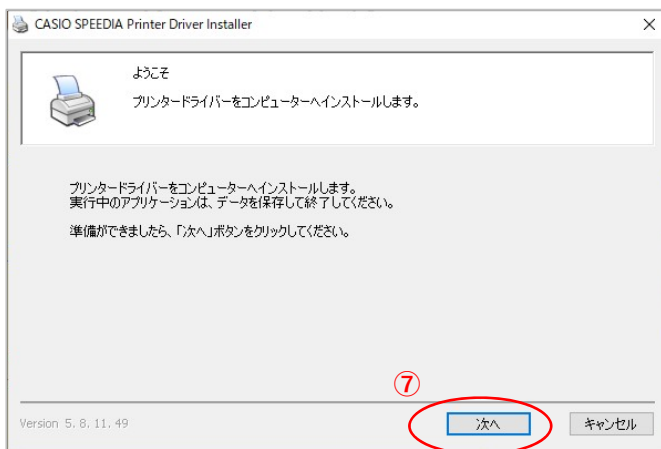 CASIO SPEEDIA Printer Driver Installer
ようこそ
プリンタードライバーをコンピューターへインストールします。
プリンタードライバーをコンピューターへインストールします。
実行中のアプリケーションは、データを保存して終了してください。
準備ができましたら、「次へ」ボタンをクリックしてください。
⑦
Version 5. 8. 11. 49
次へ
キャンセル